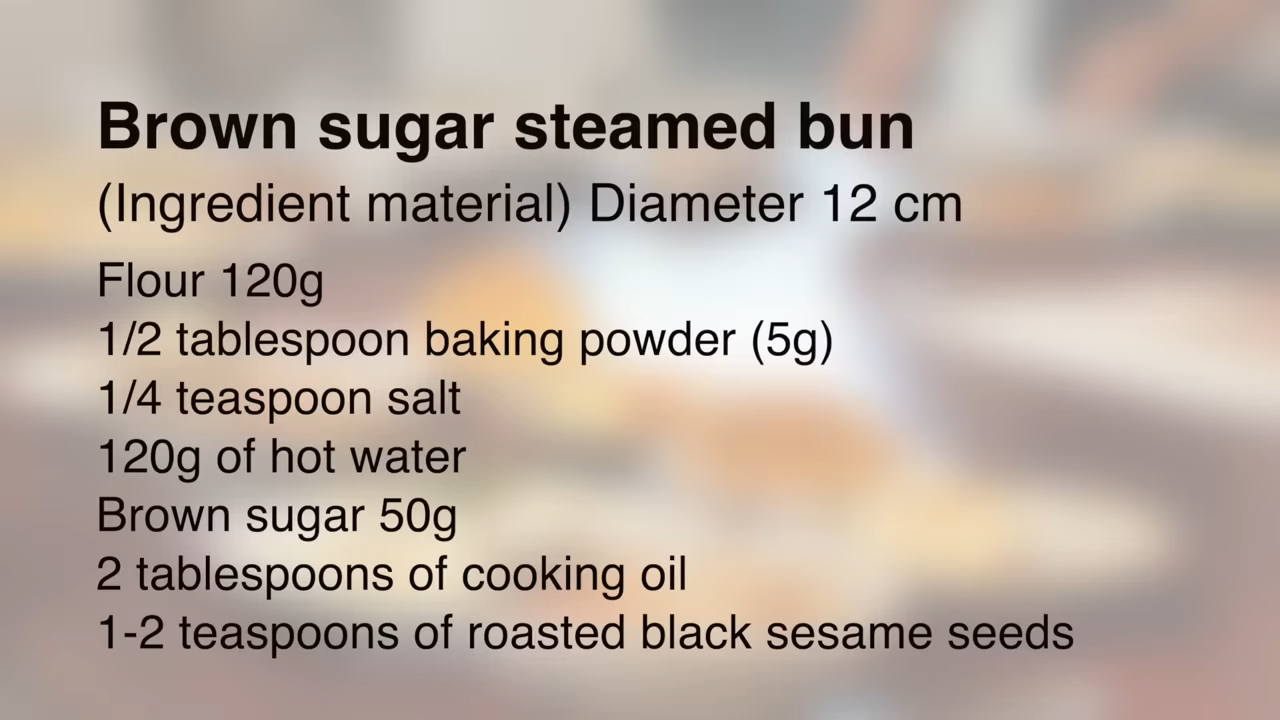 Brown sugar steamed bun
(Ingredient material) Diameter 12 cm
Flour 120g
1/2 tablespoon baking powder (5g)
1/4 teaspoon salt
120g of hot water
Brown sugar 50g
2 tablespoons of cooking oil
1-2 teaspoons of roasted black sesame seeds